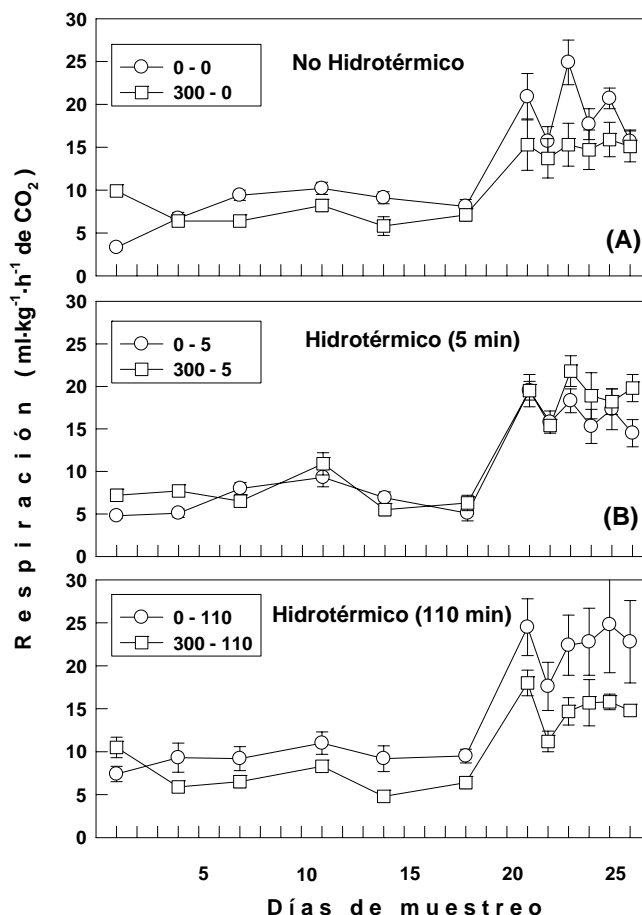 Respiración (ml·kg⁻¹·h⁻¹ de CO₂)
30
25
20
15
10
5
0
0 - 0
300 - 0
No Hidrotérmico
(A)
30
25
20
15
10
5
0
0 - 5
300 - 5
Hidrotérmico (5 min)
(B)
30
25
20
15
10
5
0
0 - 110
300 - 110
Hidrotérmico (110 min)
5 10 15 20 25
Días de muestreo